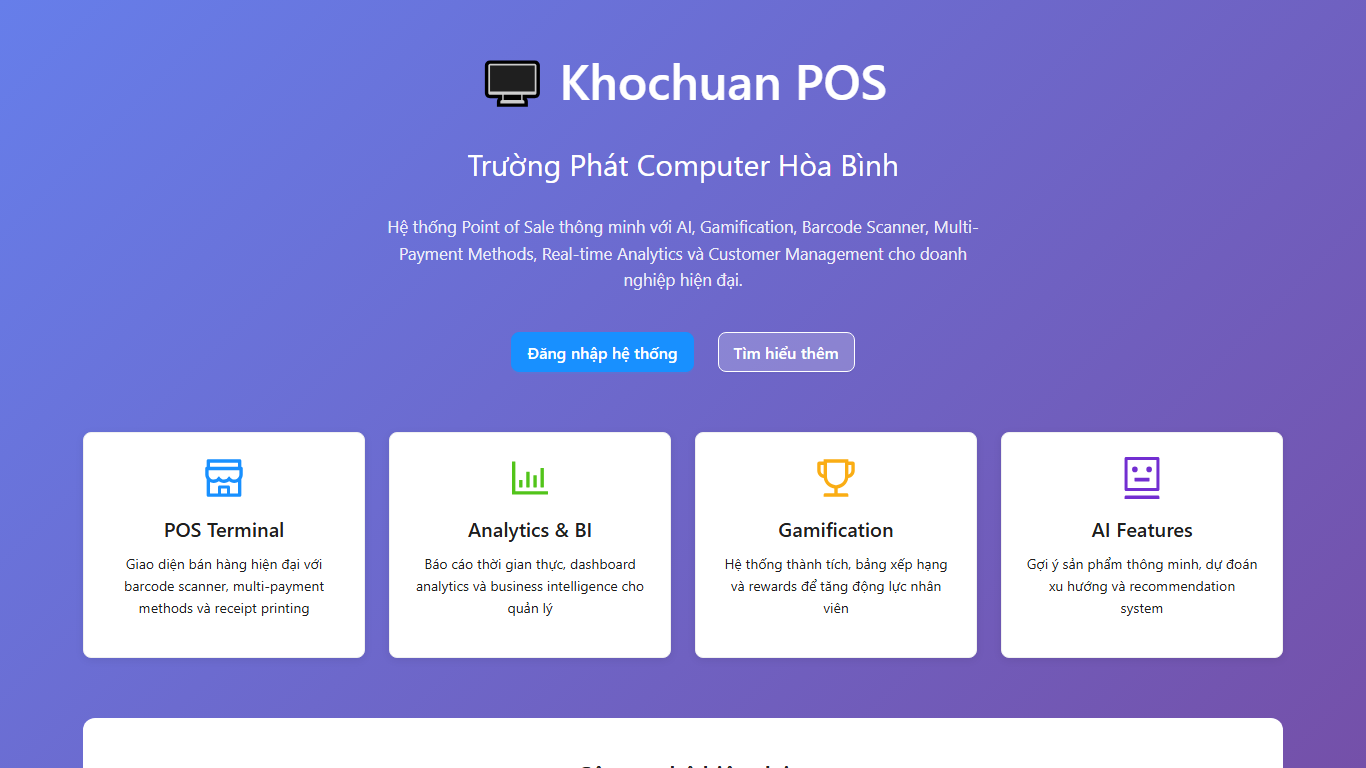 Khochuan POS
Trường Phát Computer Hòa Bình
Hệ thống Point of Sale thông minh với AI, Gamification, Barcode Scanner, Multi-
Payment Methods, Real-time Analytics và Customer Management cho doanh
nghiệp hiện đại.
Đăng nhập hệ thống
Tìm hiểu thêm
POS Terminal
Giao diện bán hàng hiện đại với
barcode scanner, multi-payment
methods và receipt printing
Analytics & BI
Báo cáo thời gian thực, dashboard
analytics và business intelligence cho
quản lý
Gamification
Hệ thống thành tích, bảng xếp hạng
và rewards để tăng động lực nhân
viên
AI Features
Gợi ý sản phẩm thông minh, dự đoán
xu hướng và recommendation
system